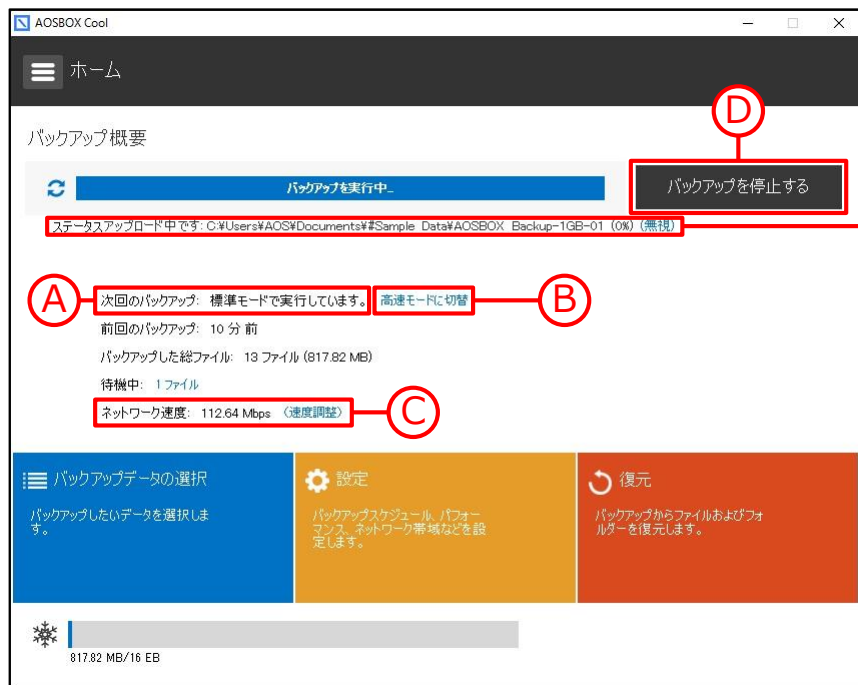 AOSBOX Cool
ホーム
D
バックアップ概要
バックアップを実行中...
バックアップを停止する
ステータスアップロード中です: C:¥Users¥AOS¥Documents¥#Sample Data¥AOSBOX Backup-1GB-01 (0%) (無視)
A
次回のバックアップ: 標準モードで実行しています。 高速モードに切替
B
前回のバックアップ: 10 分 前
バックアップした総ファイル: 13 ファイル (817.82 MB)
待機中: 1 ファイル
ネットワーク速度: 112.64 Mbps (速度調整)
C
バックアップデータの選択
バックアップしたいデータを選択しま
す。
設定
バックアップスケジュール、パフォー
マンス、ネットワーク帯域などを設
定します。
復元
バックアップからファイルおよびフォ
ルダーを復元します。
817.82 MB/16 EB